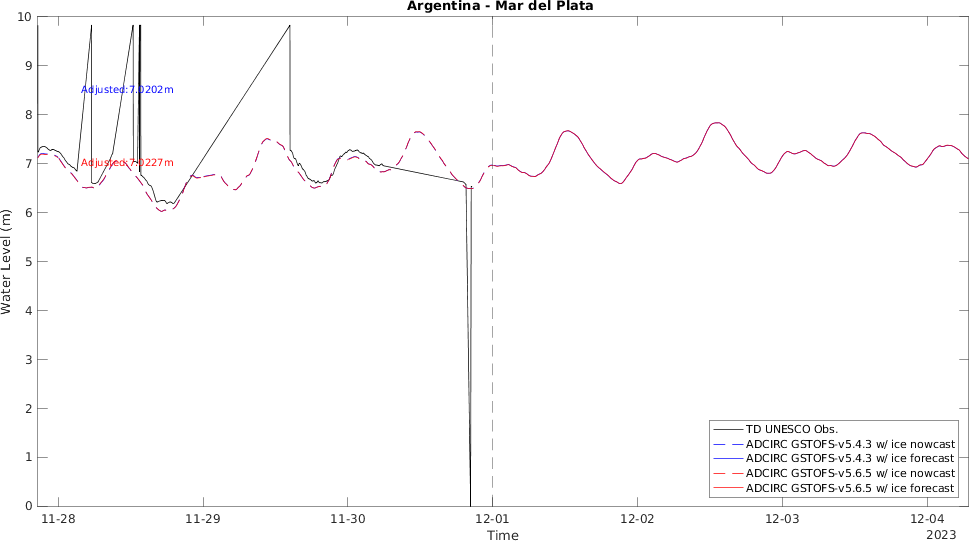 Argentina - Mar del Plata
10
9
8
7
6
5
4
3
2
1
0
Water Level (m)
Adjusted:7.0202m
Adjusted:7.0227m
TD UNESCO Obs.
ADCIRC GSTOFS-v5.4.3 w/ ice nowcast
ADCIRC GSTOFS-v5.4.3 w/ ice forecast
ADCIRC GSTOFS-v5.6.5 w/ ice nowcast
ADCIRC GSTOFS-v5.6.5 w/ ice forecast
11-28 11-29 11-30 12-01 12-02 12-03 12-04
Time
2023